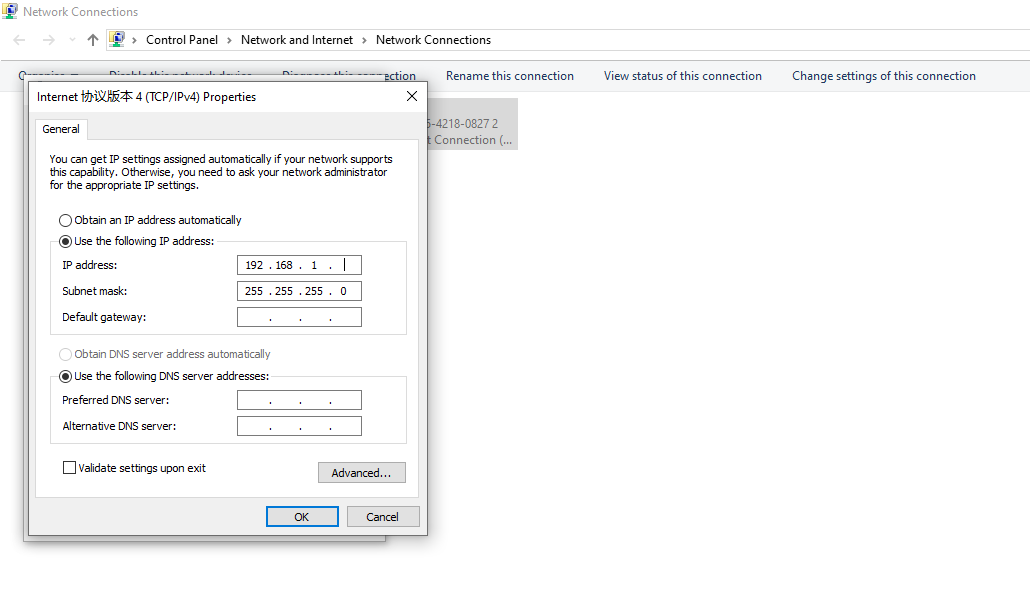 Network Connections
Control Panel > Network and Internet > Network Connections
Organise Disable this network device Diagnose this connection Rename this connection View status of this connection Change settings of this connection
Internet 协议版本 4 (TCP/IPv4) Properties
5-4218-0827 2
t Connection (...
General
You can get IP settings assigned automatically if your network supports
this capability. Otherwise, you need to ask your network administrator
for the appropriate IP settings.
Obtain an IP address automatically
Use the following IP address:
IP address: 192 . 168 . 1 .
Subnet mask: 255 . 255 . 255 . 0
Default gateway: . . .
Obtain DNS server address automatically
Use the following DNS server addresses:
Preferred DNS server: . . .
Alternative DNS server: . . .
Validate settings upon exit
Advanced...
OK Cancel